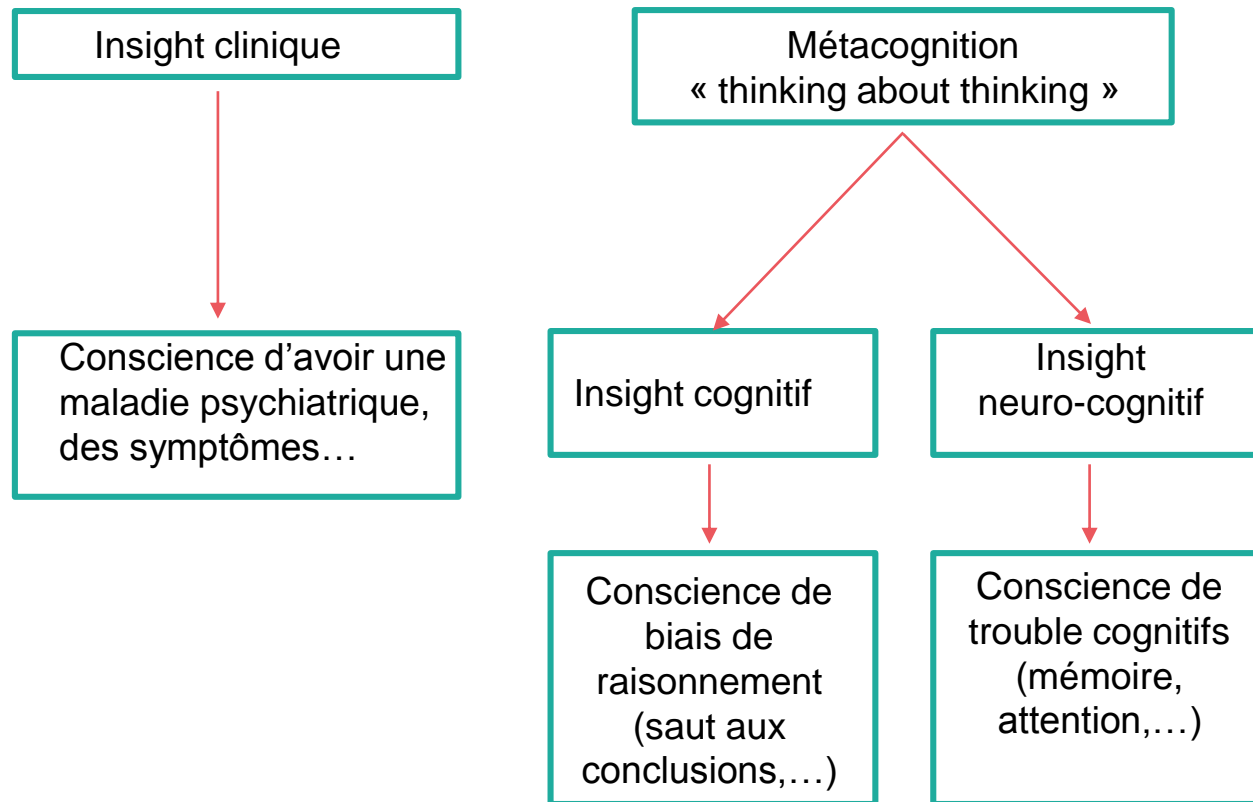 Insight clinique
Métacognition
« thinking about thinking »
Conscience d’avoir une
maladie psychiatrique,
des symptômes…
Insight cognitif
Insight
neuro-cognitif
Conscience de
biais de
raisonnement
(saut aux
conclusions,…)
Conscience de
trouble cognitifs
(mémoire,
attention,…)